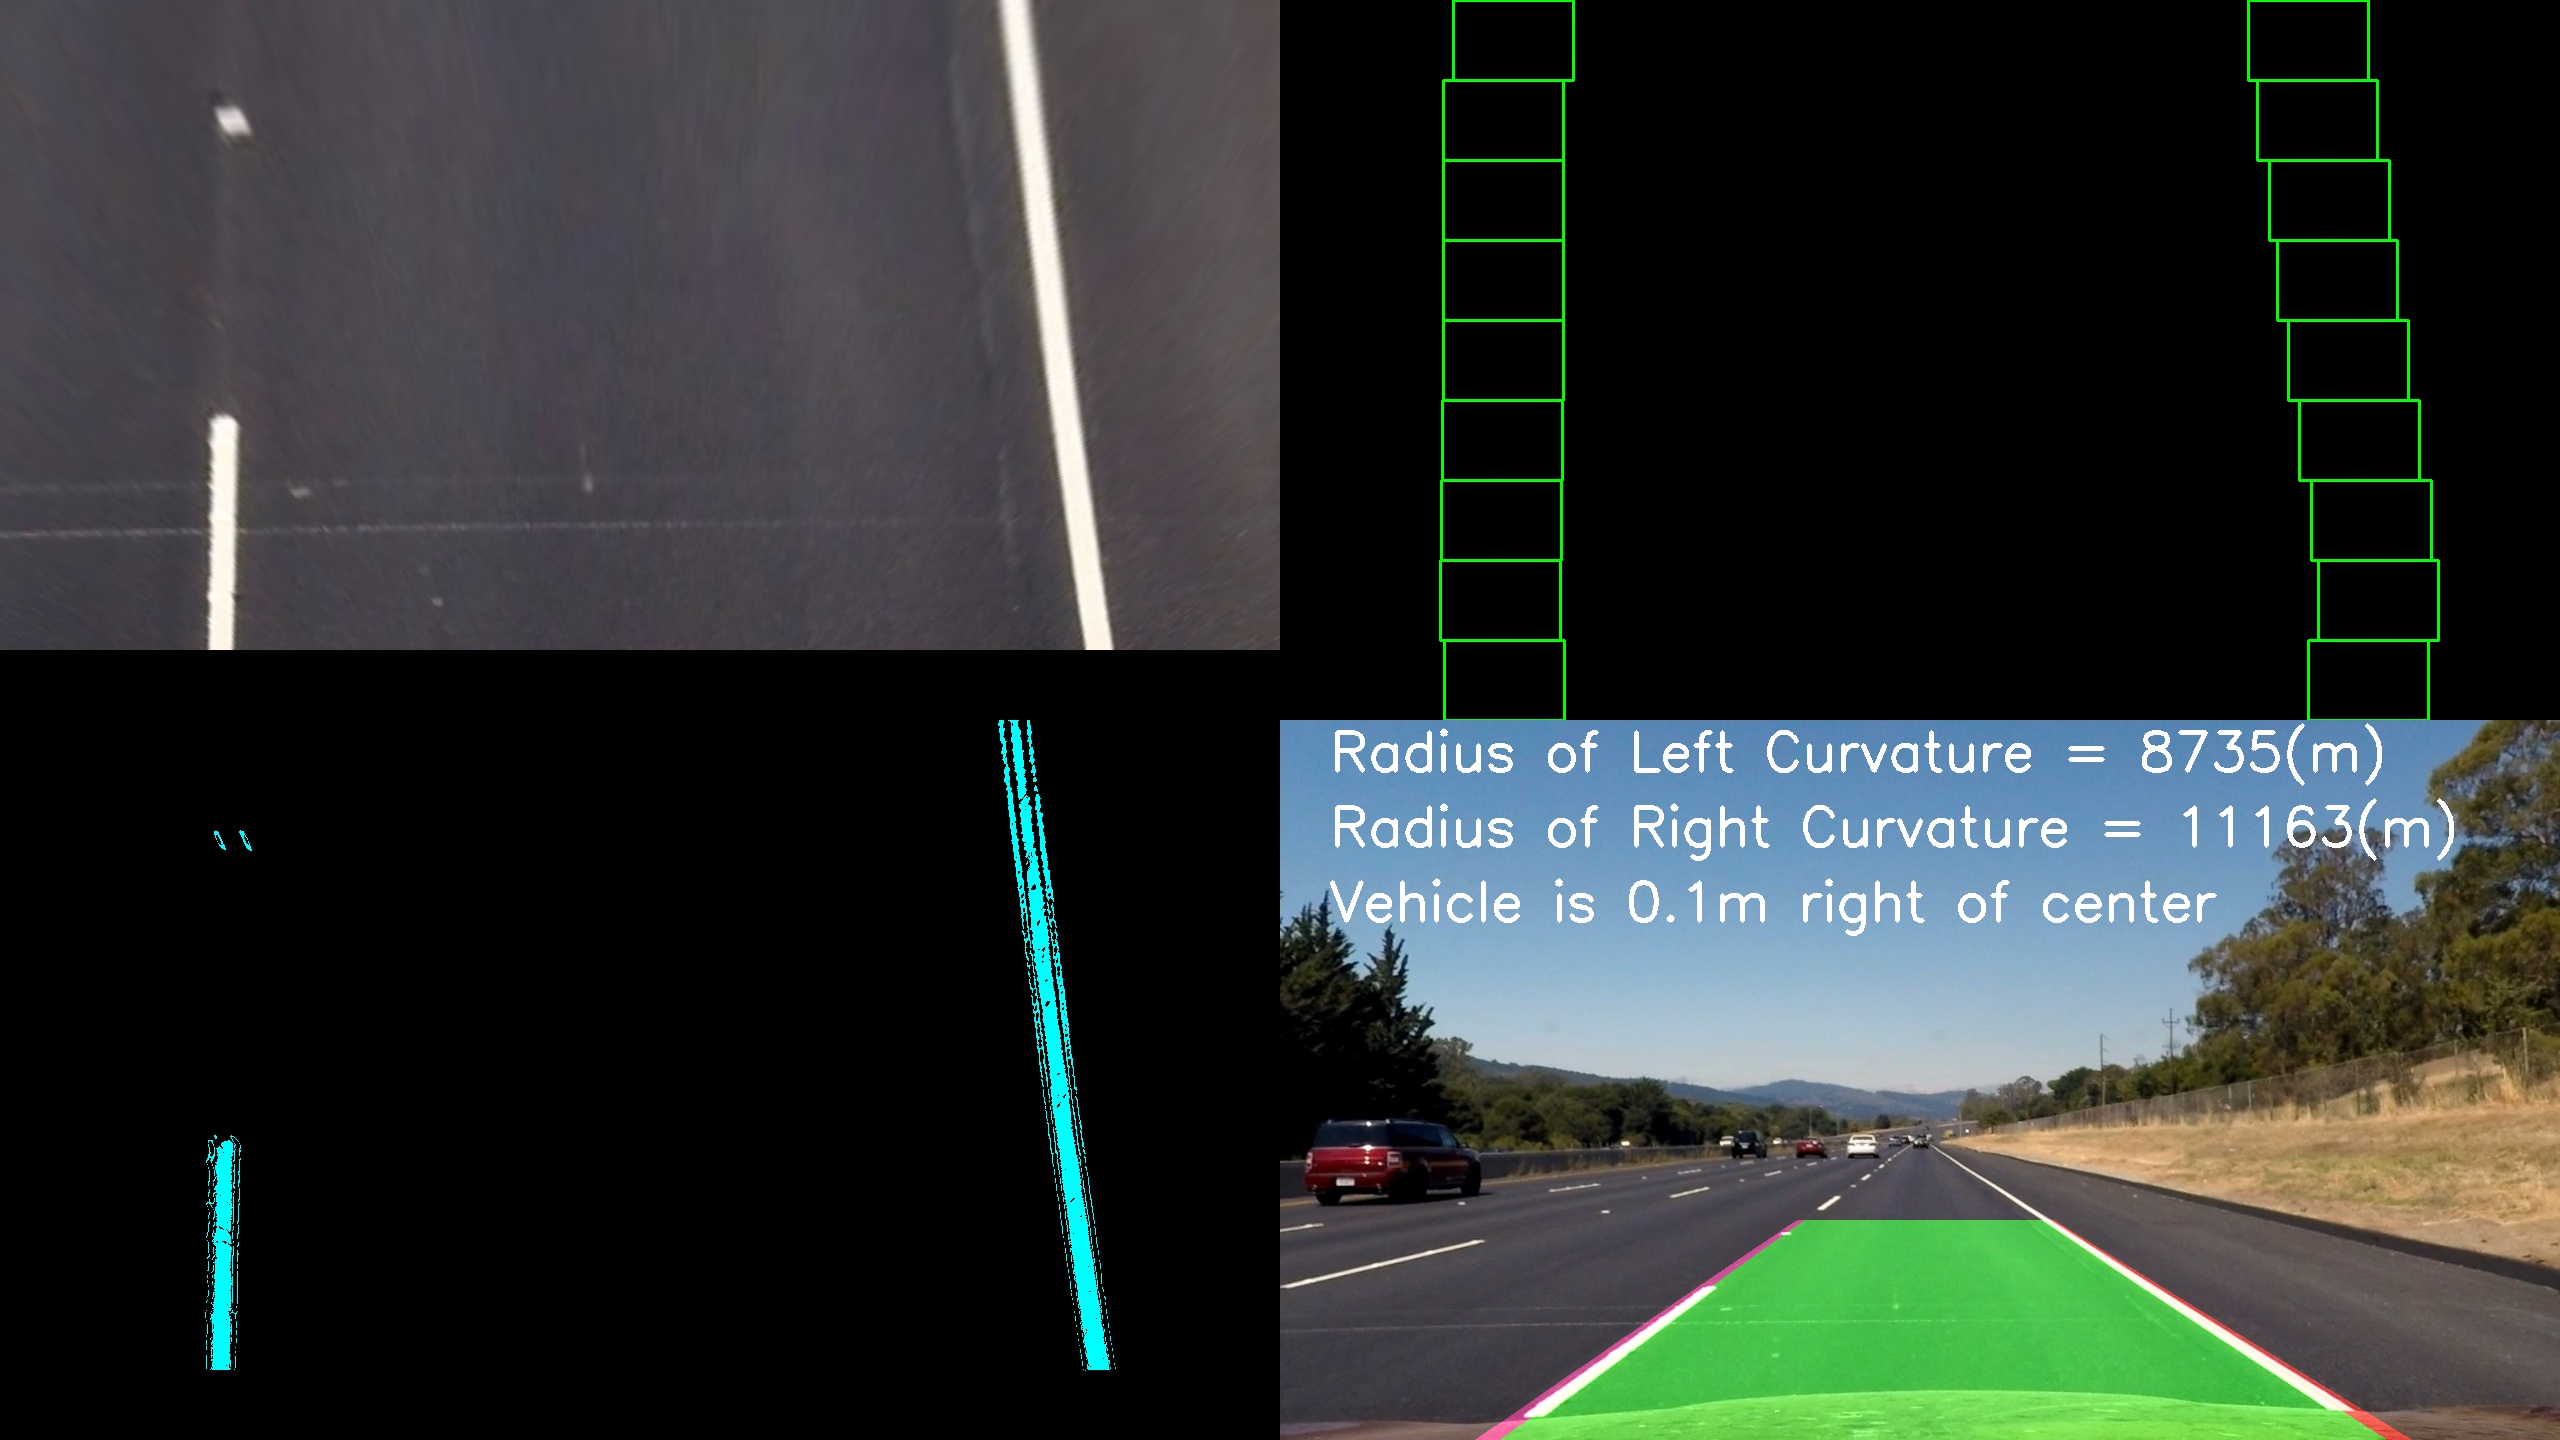 Radius of Left Curvature = 8735(m)
Radius of Right Curvature = 11163(m)
Vehicle is 0.1m right of center